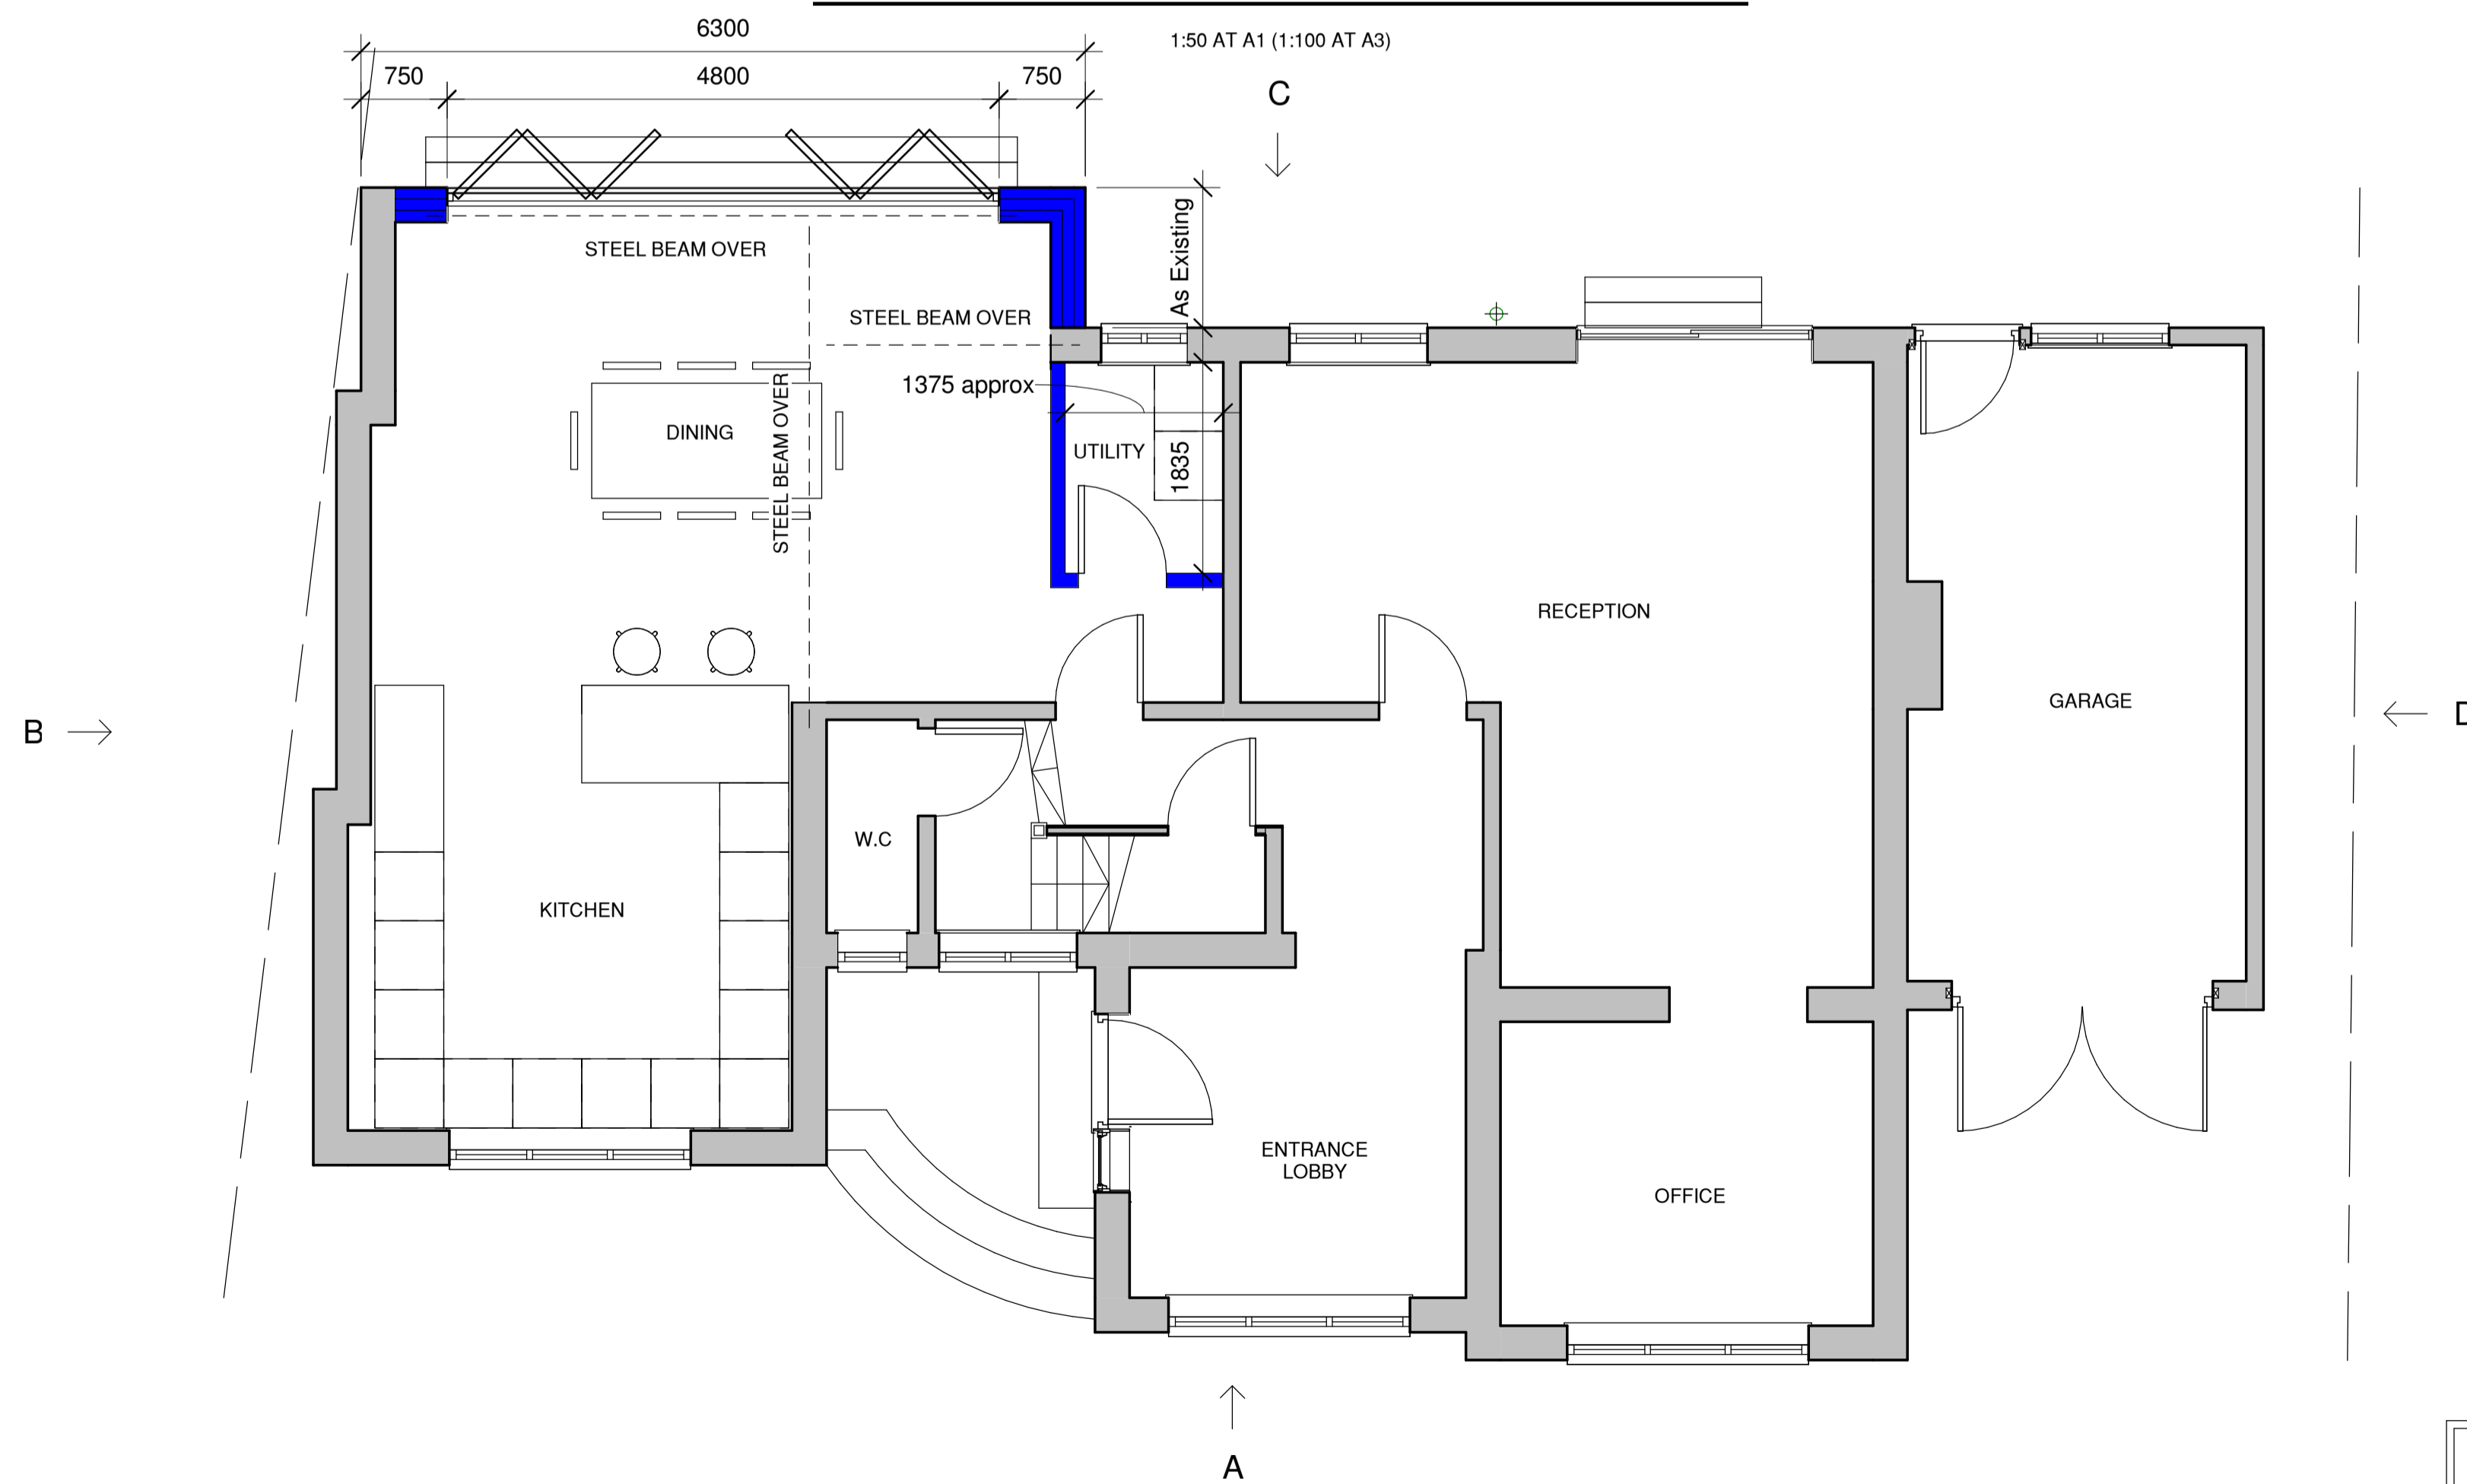 6300
1:50 AT A1 (1:100 AT A3)
750
4800
750
C
As Existing
STEEL BEAM OVER
STEEL BEAM OVER
1375 approx
STEEL BEAM OVER
DINING
UTILITY
1835
RECEPTION
GARAGE
B
D
W.C
KITCHEN
ENTRANCE
LOBBY
OFFICE
A